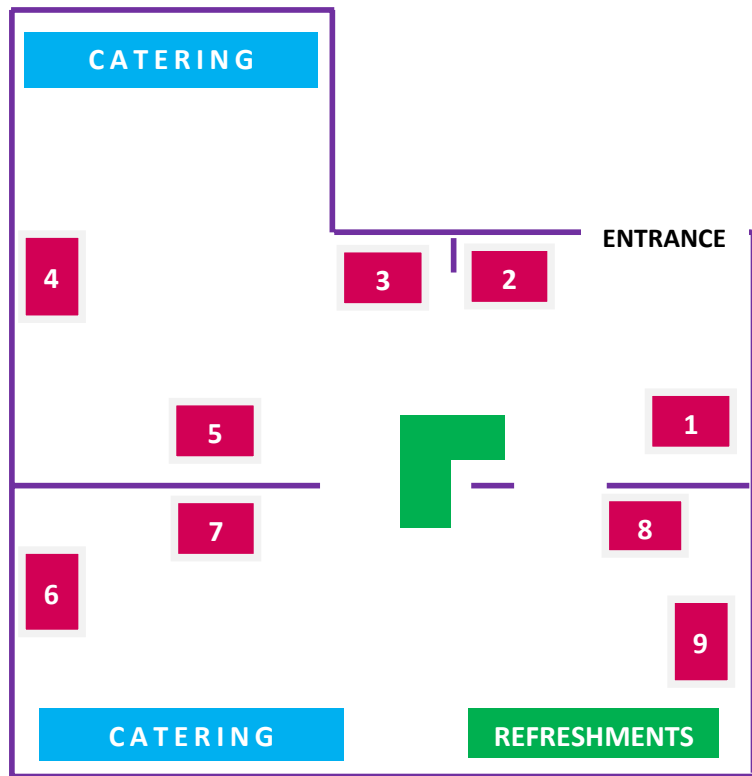 CATERING
ENTRANCE
4
3
2
5
1
7
8
6
9
CATERING
REFRESHMENTS